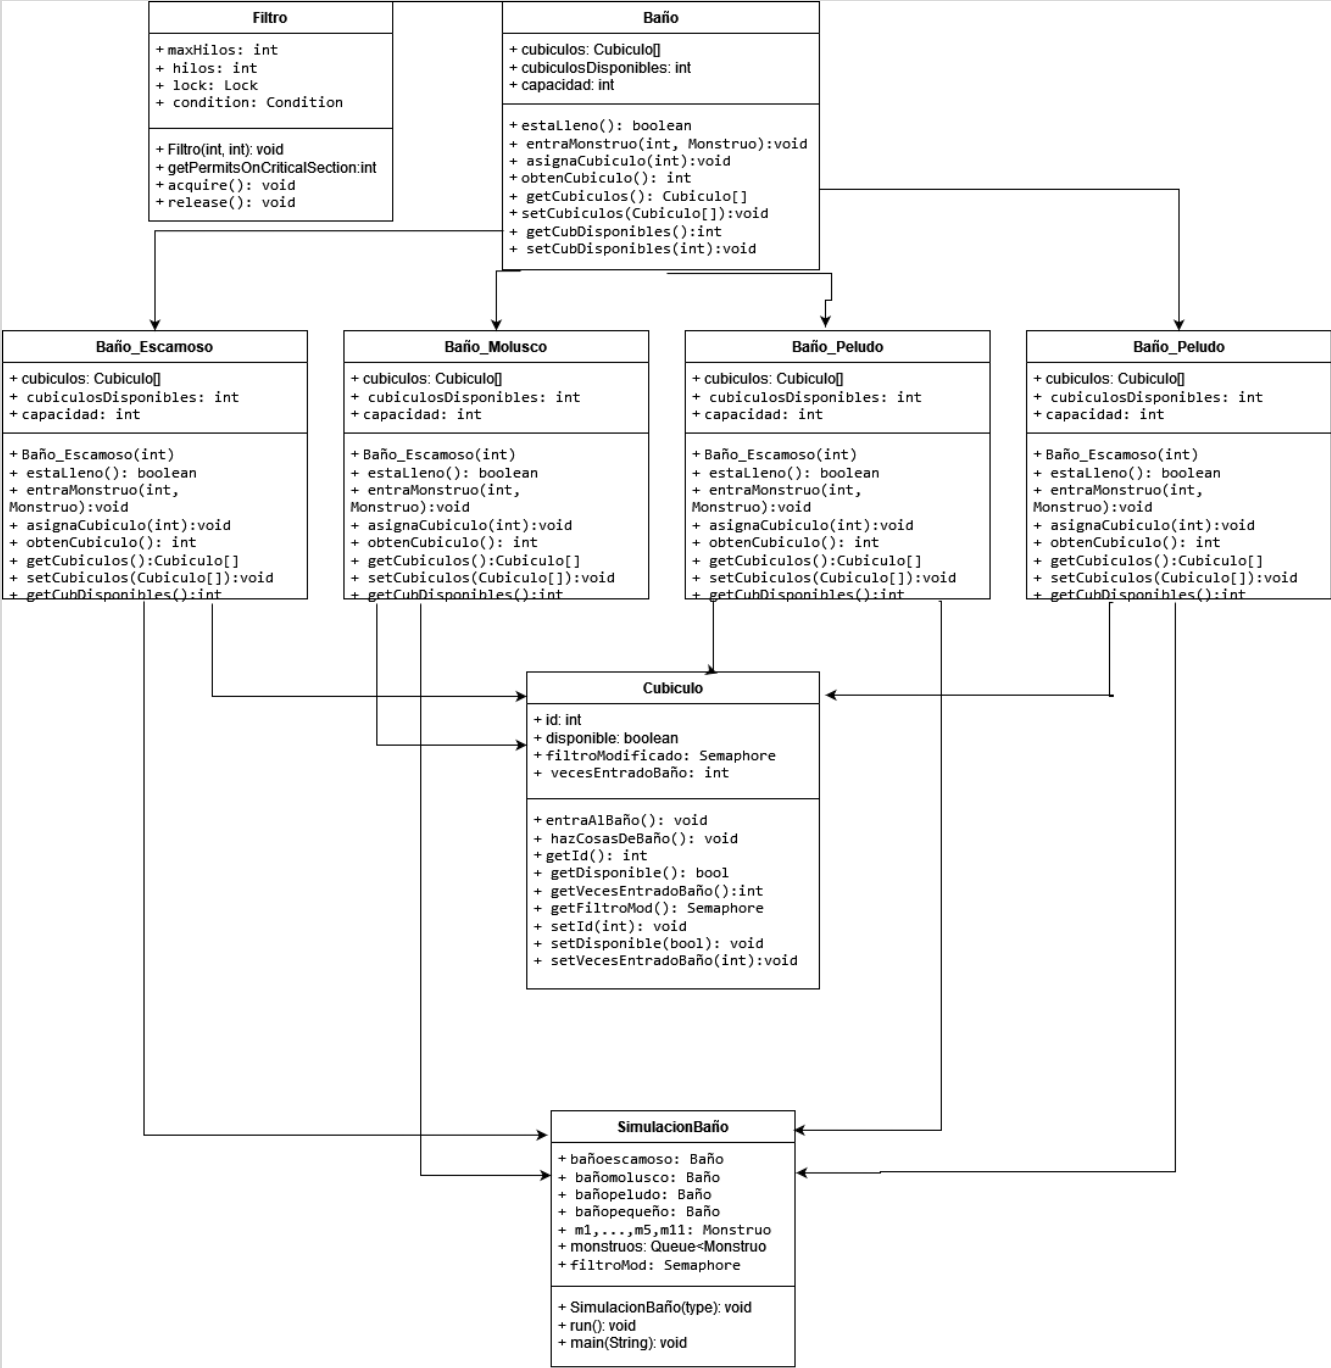 Filtro
+ maxHilos: int
+ hilos: int
+ lock: Lock
+ condition: Condition
+ Filtro(int, int): void
+ getPermitsOnCriticalSection:int
+ acquire(): void
+ release(): void
Baño
+ cubiculos: Cubiculo[]
+ cubiculosDisponibles: int
+ capacidad: int
+ estaLleno(): boolean
+ entraMonstruo(int, Monstruo):void
+ asignaCubiculo(int):void
+ obtenCubiculo(): int
+ getCubiculos(): Cubiculo[]
+ setCubiculos(Cubiculo[]):void
+ getCubDisponibles():int
+ setCubDisponibles(int):void
Baño_Escamoso
+ cubiculos: Cubiculo[]
+ cubiculosDisponibles: int
+ capacidad: int
+ Baño_Escamoso(int)
+ estaLleno(): boolean
+ entraMonstruo(int,
Monstruo):void
+ asignaCubiculo(int):void
+ obtenCubiculo(): int
+ getCubiculos():Cubiculo[]
+ setCubiculos(Cubiculo[]):void
+ getCubDisponibles():int
Baño_Molusco
+ cubiculos: Cubiculo[]
+ cubiculosDisponibles: int
+ capacidad: int
+ Baño_Escamoso(int)
+ estaLleno(): boolean
+ entraMonstruo(int,
Monstruo):void
+ asignaCubiculo(int):void
+ obtenCubiculo(): int
+ getCubiculos():Cubiculo[]
+ setCubiculos(Cubiculo[]):void
+ getCubDisponibles():int
Baño_Peludo
+ cubiculos: Cubiculo[]
+ cubiculosDisponibles: int
+ capacidad: int
+ Baño_Escamoso(int)
+ estaLleno(): boolean
+ entraMonstruo(int,
Monstruo):void
+ asignaCubiculo(int):void
+ obtenCubiculo(): int
+ getCubiculos():Cubiculo[]
+ setCubiculos(Cubiculo[]):void
+ getCubDisponibles():int
Baño_Peludo
+ cubiculos: Cubiculo[]
+ cubiculosDisponibles: int
+ capacidad: int
+ Baño_Escamoso(int)
+ estaLleno(): boolean
+ entraMonstruo(int,
Monstruo):void
+ asignaCubiculo(int):void
+ obtenCubiculo(): int
+ getCubiculos():Cubiculo[]
+ setCubiculos(Cubiculo[]):void
+ getCubDisponibles():int
Cubiculo
+ id: int
+ disponible: boolean
+ filtroModificado: Semaphore
+ vecesEntradoBaño: int
+ entraAlBaño(): void
+ hazCosasDeBaño(): void
+ getId(): int
+ getDisponible(): bool
+ getVecesEntradoBaño():int
+ getFiltroMod(): Semaphore
+ setId(int): void
+ setDisponible(bool): void
+ setVecesEntradoBaño(int):void
SimulacionBaño
+ bañoescamoso: Baño
+ bañomolusco: Baño
+ bañopeludo: Baño
+ bañopequeño: Baño
+ m1,...,m5,m11: Monstruo
+ monstruos: Queue<Monstruo
+ filtroMod: Semaphore
+ SimulacionBaño(type): void
+ run(): void
+ main(String): void